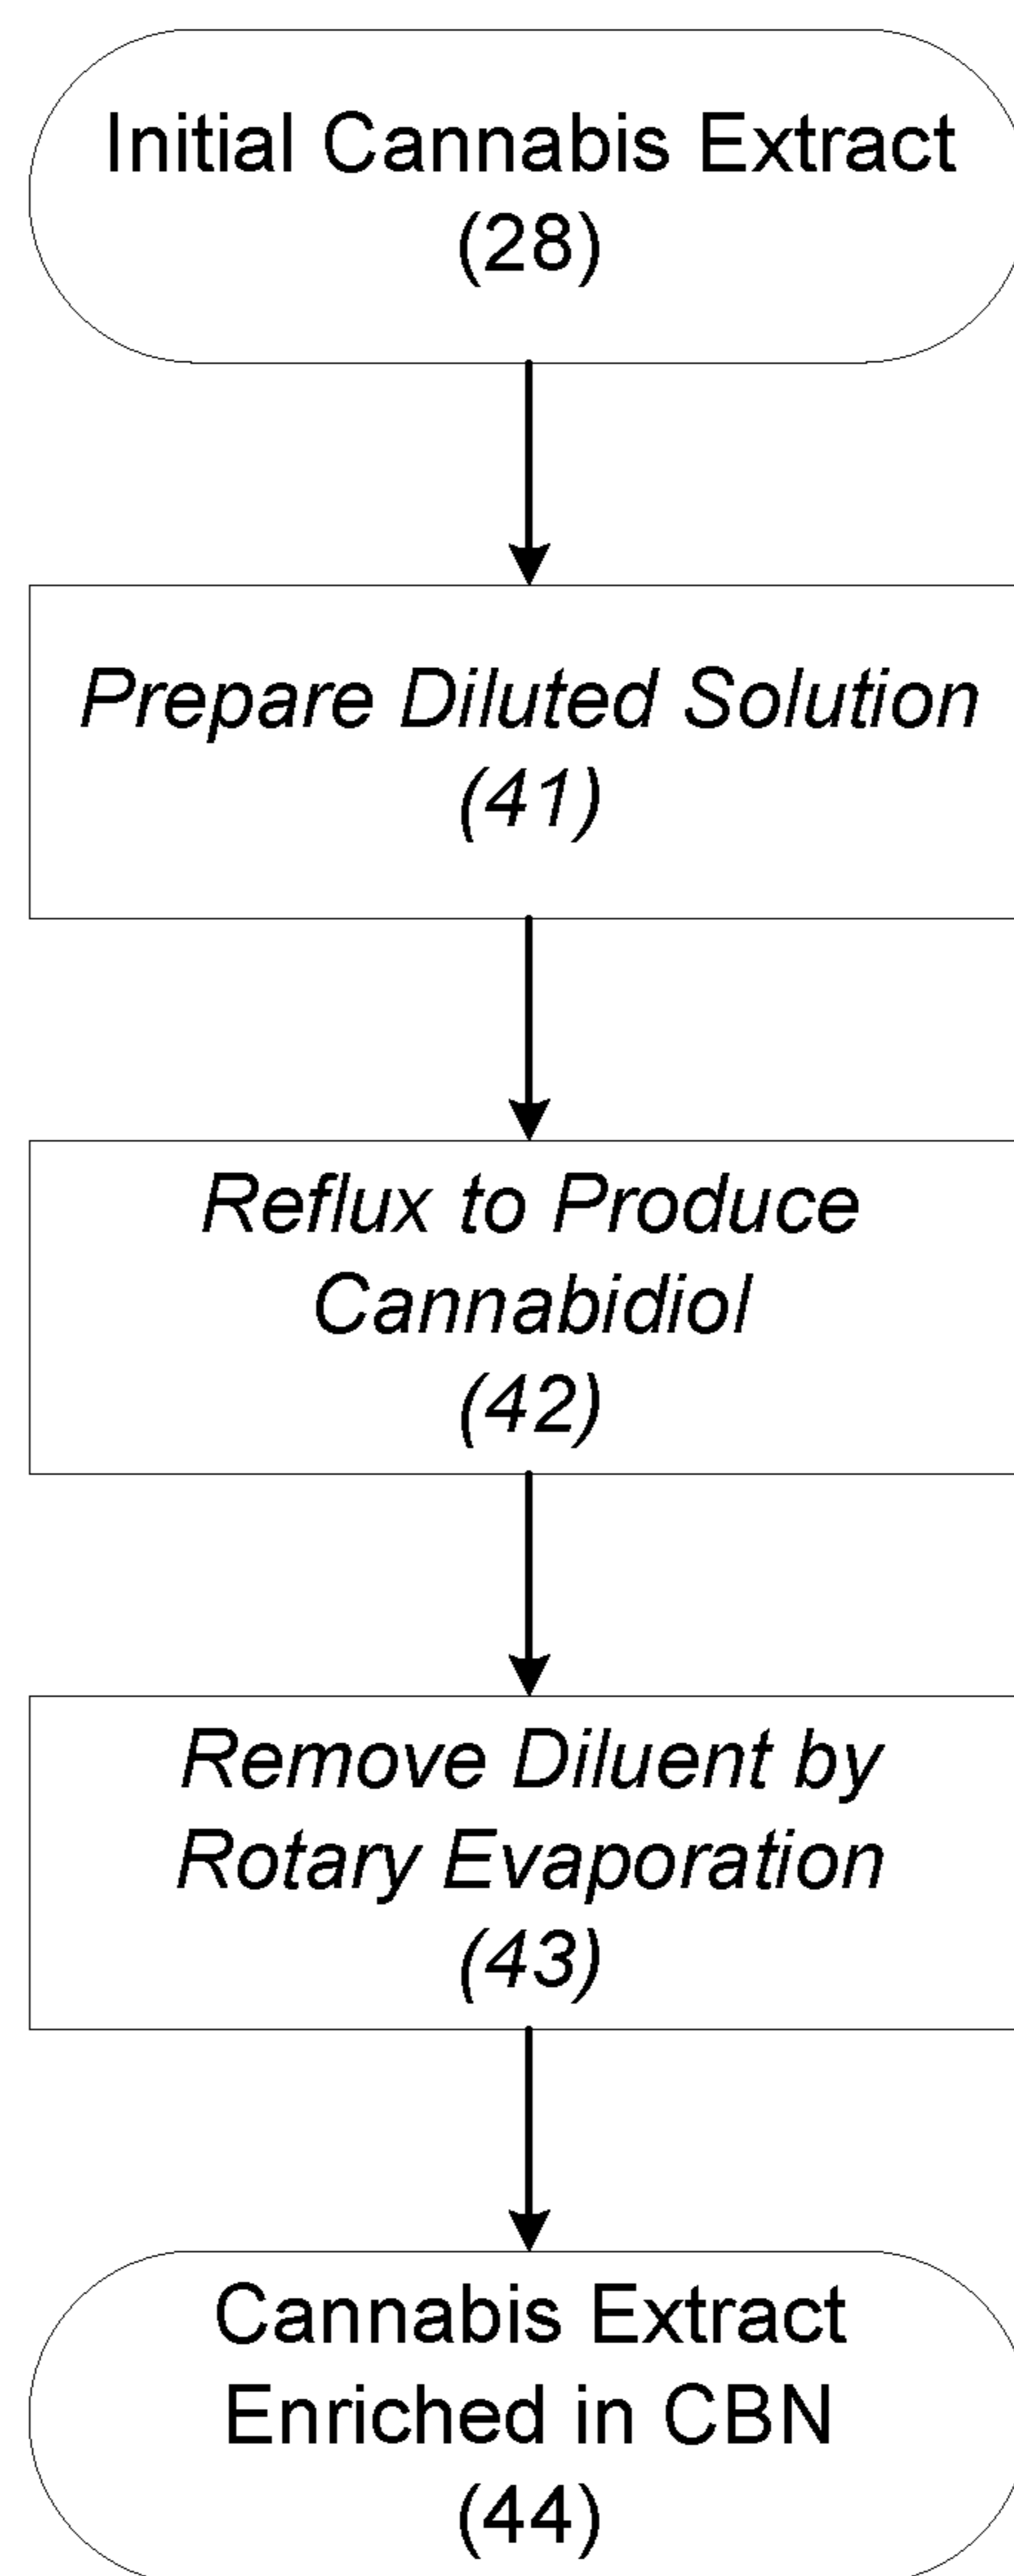 Initial Cannabis Extract
(28)
Prepare Diluted Solution
(41)
Reflux to Produce
Cannabidiol
(42)
Remove Diluent by
Rotary Evaporation
(43)
Cannabis Extract
Enriched in CBN
(44)